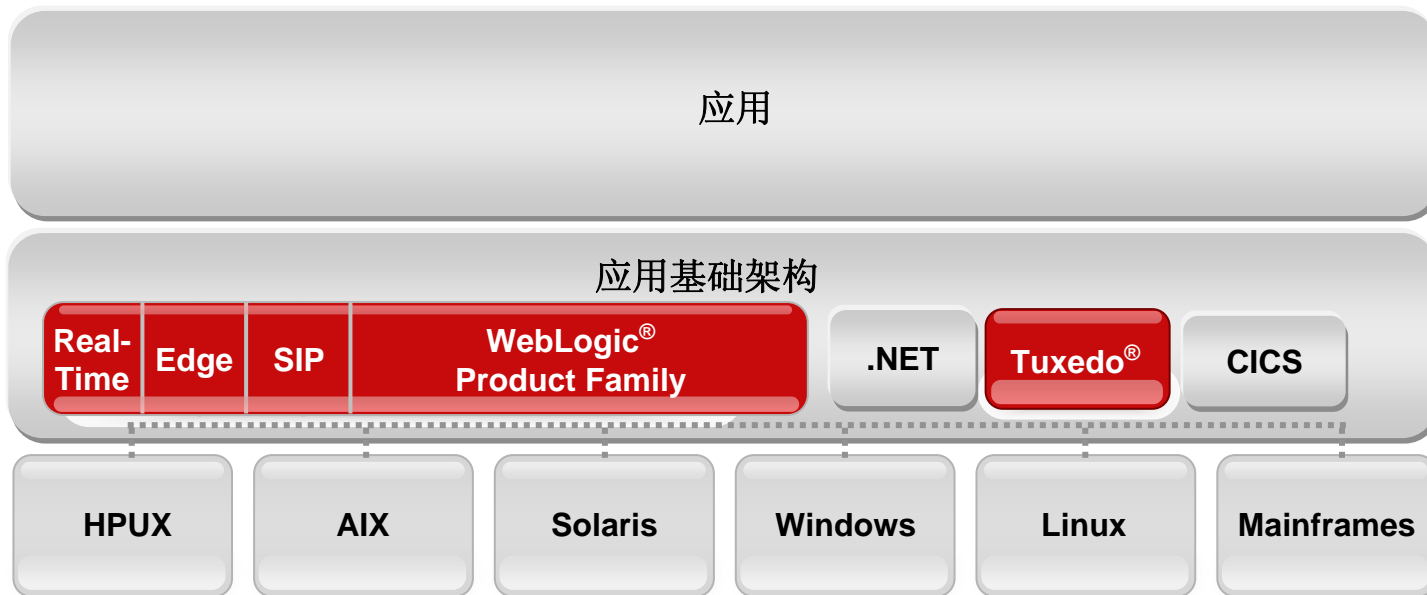 应用
应用基础架构
Real-
Time
Edge
SIP
WebLogic®
Product Family
.NET
Tuxedo®
CICS
HPUX
AIX
Solaris
Windows
Linux
Mainframes